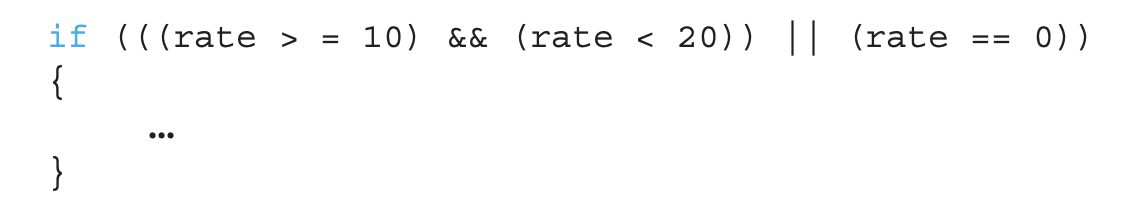 if (((rate > = 10) && (rate < 20)) || (rate == 0))
{
…
}